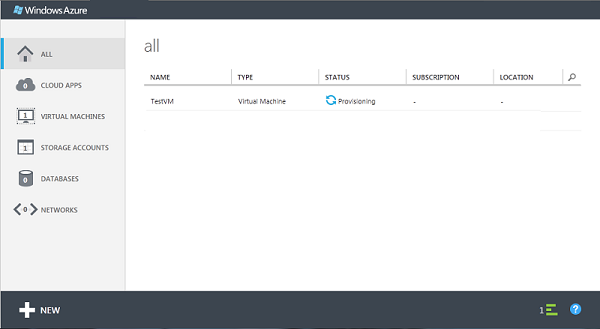 Windows Azure
all
ALL
NAME TYPE STATUS SUBSCRIPTION LOCATION
0 CLOUD APPS
TestVM Virtual Machine Provisioning - -
1 VIRTUAL MACHINES
1 STORAGE ACCOUNTS
0 DATABASES
0 NETWORKS
NEW
1 ?